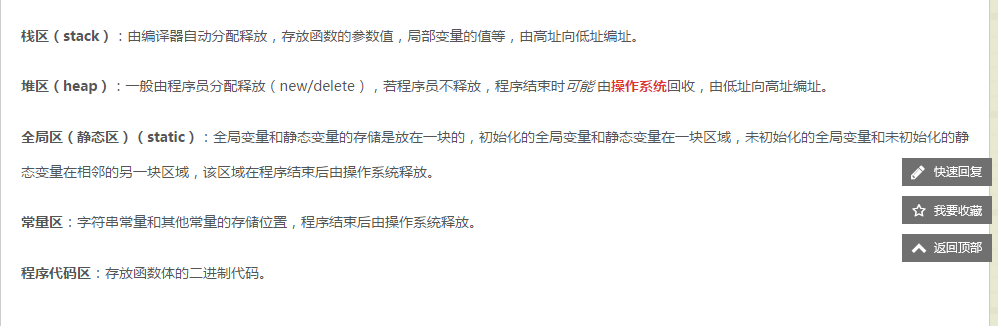 栈区（stack）：由编译器自动分配释放，存放函数的参数值，局部变量的值等，由高址向低址编址。
堆区（heap）：一般由程序员分配释放（new/delete），若程序员不释放，程序结束时可能由操作系统回收，由低址向高址编址。
全局区（静态区）（static）：全局变量和静态变量的存储是放在一块的，初始化的全局变量和静态变量在一块区域，未初始化的全局变量和未初始化的静
态变量在相邻的另一块区域，该区域在程序结束后由操作系统释放。
快速回复
我要收藏
常量区：字符串常量和其他常量的存储位置，程序结束后由操作系统释放。
返回顶部
程序代码区：存放函数体的二进制代码。